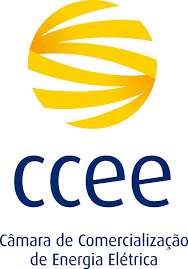 ccee
Câmara de Comercialização
de Energia Elétrica